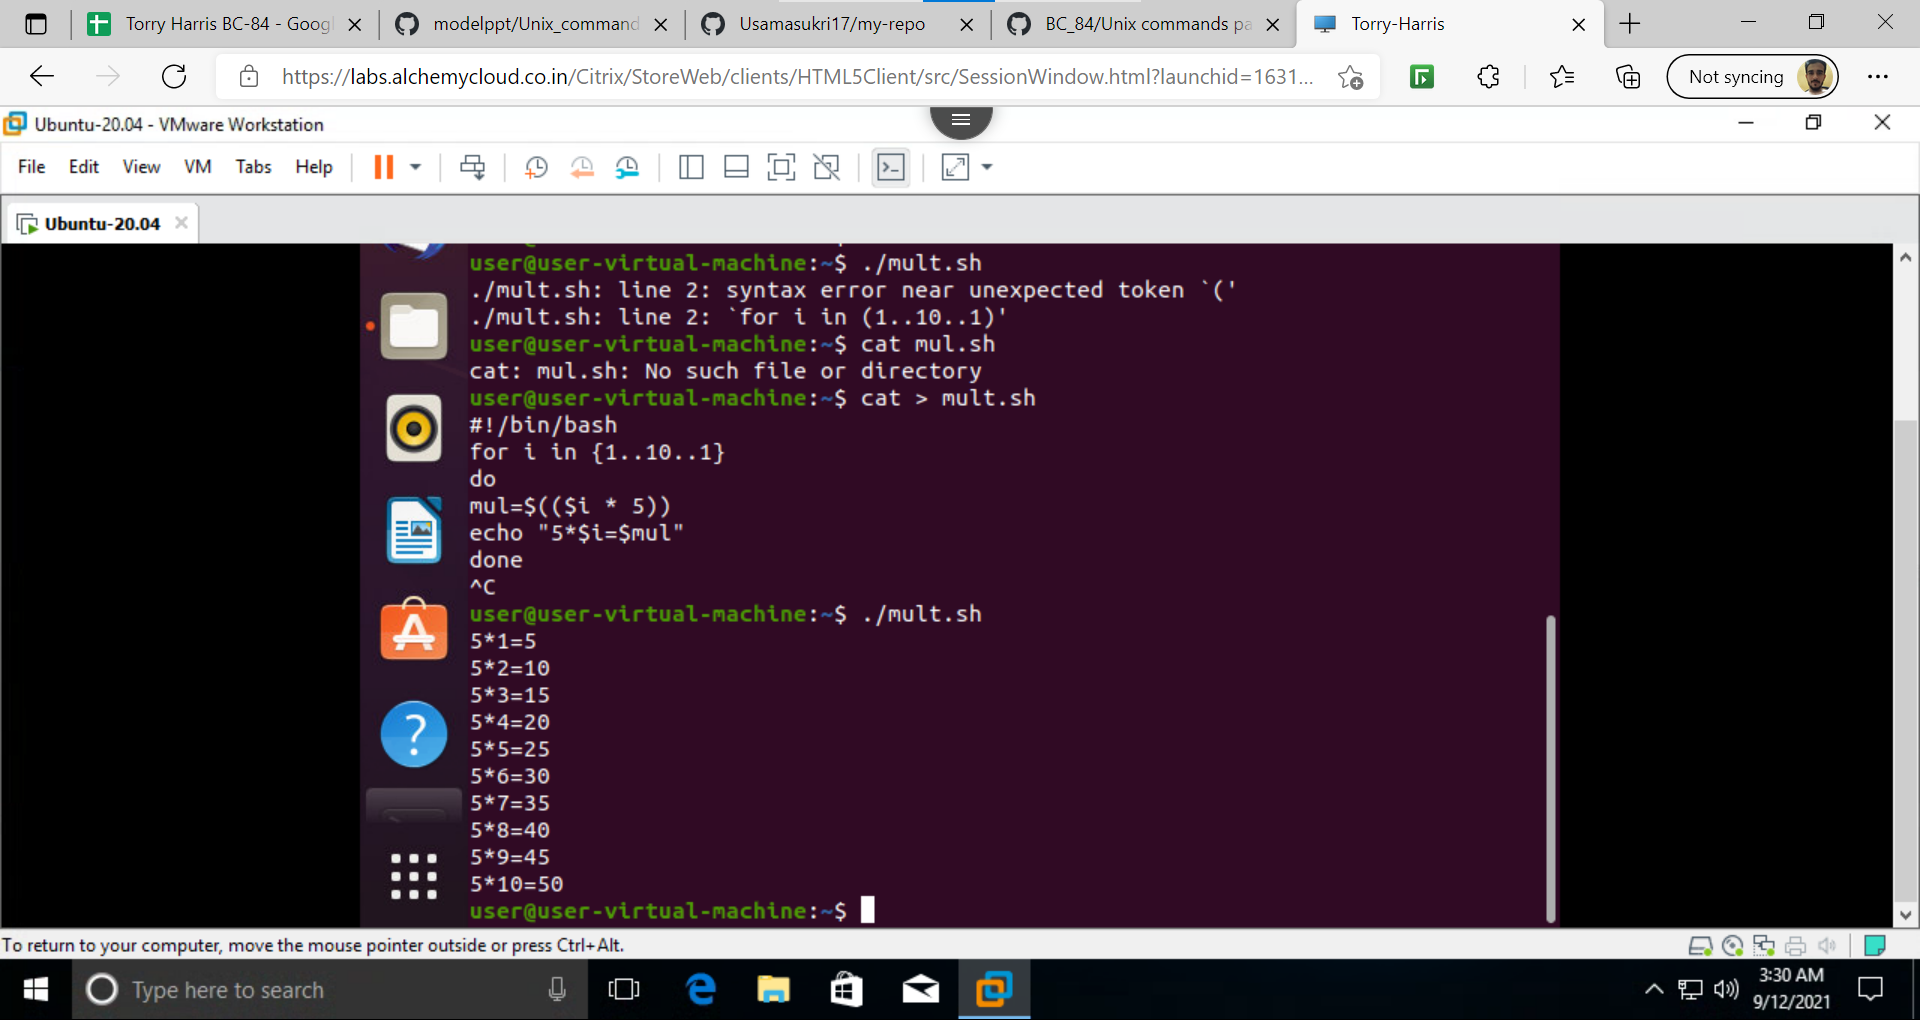 Torry Harris BC-84 - Goog
modelppt/Unix_command
Usamasukri17/my-repo
BC_84/Unix commands pa
Torry-Harris
https://labs.alchemycloud.co.in/Citrix/StoreWeb/clients/HTML5Client/src/SessionWindow.html?launchid=1631...
Not syncing
Ubuntu-20.04 - VMware Workstation
File Edit View VM Tabs Help
Ubuntu-20.04
user@user-virtual-machine:~$ ./mult.sh
./mult.sh: line 2: syntax error near unexpected token `('
./mult.sh: line 2: `for i in (1..10..1)'
user@user-virtual-machine:~$ cat mul.sh
cat: mul.sh: No such file or directory
user@user-virtual-machine:~$ cat > mult.sh
#!/bin/bash
for i in {1..10..1}
do
mul=$(($i * 5))
echo "5*$i=$mul"
done
^C
user@user-virtual-machine:~$ ./mult.sh
5*1=5
5*2=10
5*3=15
5*4=20
5*5=25
5*6=30
5*7=35
5*8=40
5*9=45
5*10=50
user@user-virtual-machine:~$
To return to your computer, move the mouse pointer outside or press Ctrl+Alt.
Type here to search
3:30 AM
9/12/2021